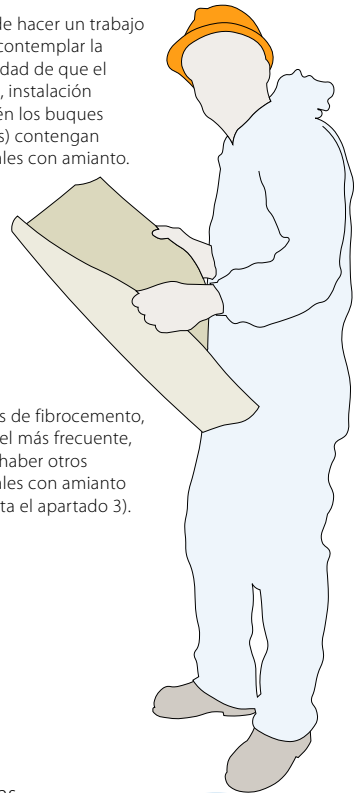 de hacer un trabajo
contemplar la
dad de que el
, instalación
én los buques
s) contengan
ales con amianto.
s de fibrocemento,
el más frecuente,
haber otros
ales con amianto
ta el apartado 3).